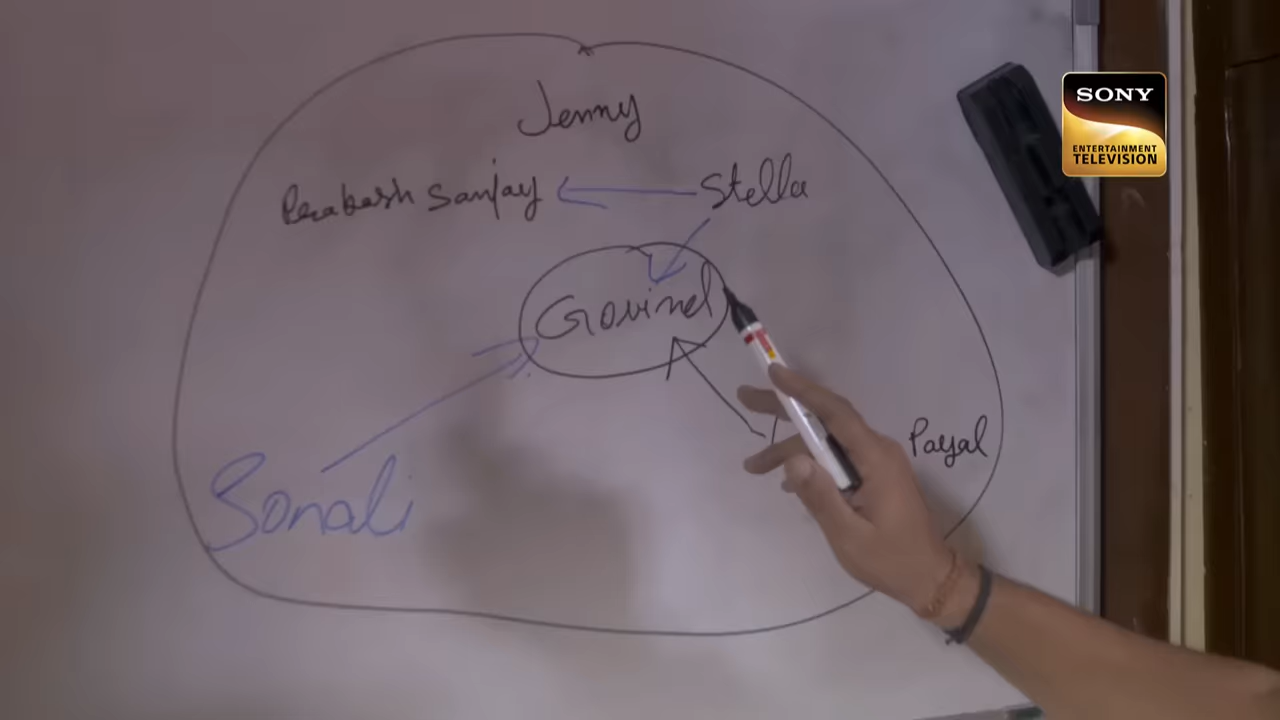 Jenny
Prakash Sanjay
Stella
Govind
Payal
Sonali
SONY
ENTERTAINMENT
TELEVISION